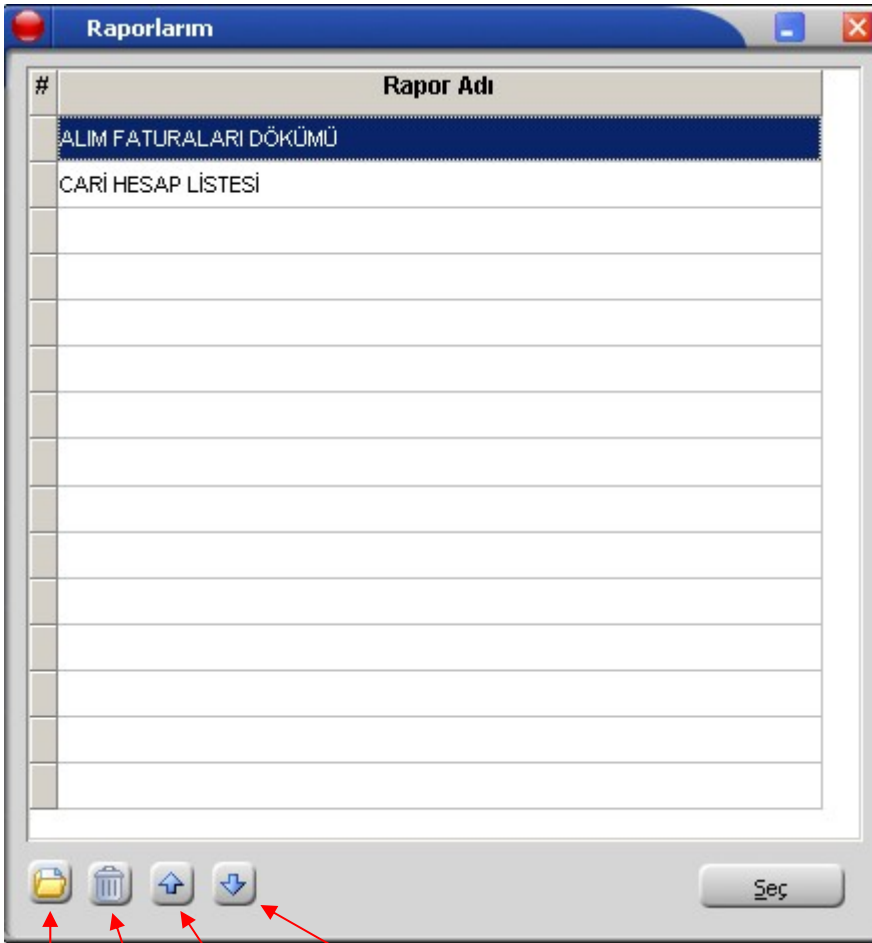 Raporlarım
# Rapor Adı
ALIM FATURALARI DÖKÜMÜ
CARİ HESAP LİSTESİ
Seç